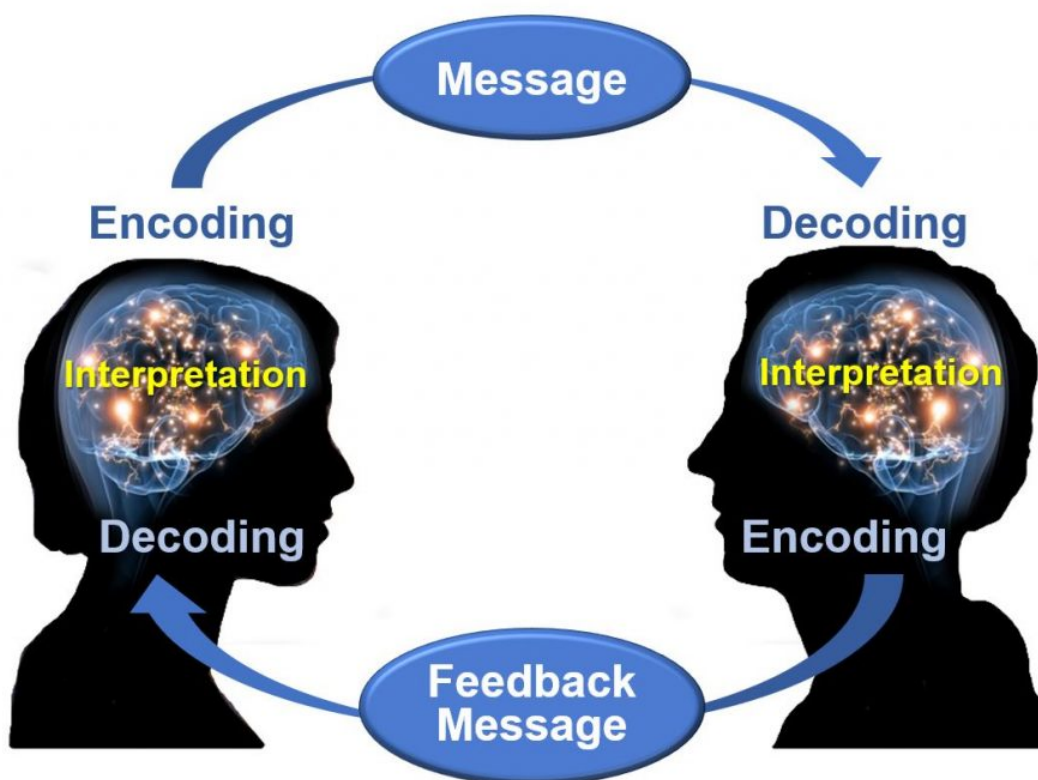 Message
Encoding
Decoding
Interpretation
Interpretation
Decoding
Encoding
Feedback
Message